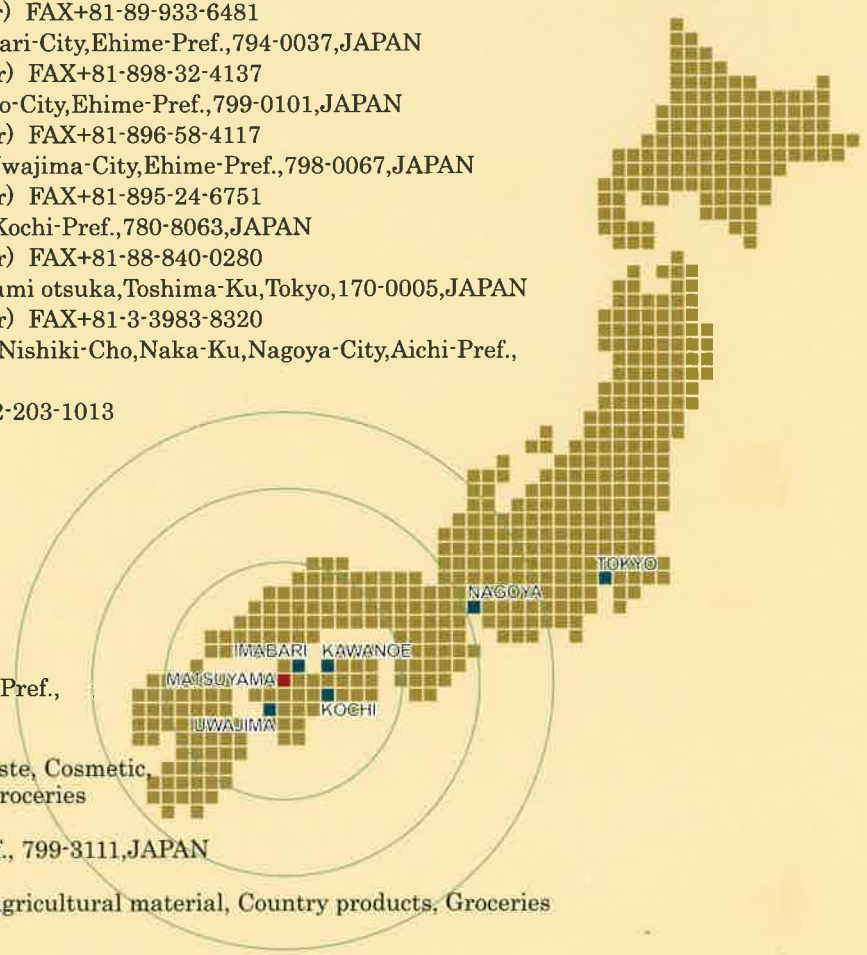 r) FAX+81-89-933-6481
ari-City,Ehime-Pref.,794-0037,JAPAN
r) FAX+81-898-32-4137
o-City,Ehime-Pref.,799-0101,JAPAN
r) FAX+81-896-58-4117
Uwajima-City,Ehime-Pref.,798-0067,JAPAN
r) FAX+81-895-24-6751
Kochi-Pref.,780-8063,JAPAN
r) FAX+81-88-840-0280
ami otsuka,Toshima-Ku,Tokyo,170-0005,JAPAN
r) FAX+81-3-3983-8320
Nishiki-Cho,Naka-Ku,Nagoya-City,Aichi-Pref.,
2-203-1013
TOKYO
NAGOYA
IMABARI KAWANOE
MATSUYAMA
Pref.,
KOCHI
UWAJIMA
ste, Cosmetic,
roceries
f., 799-3111,JAPAN
gricultural material, Country products, Groceries